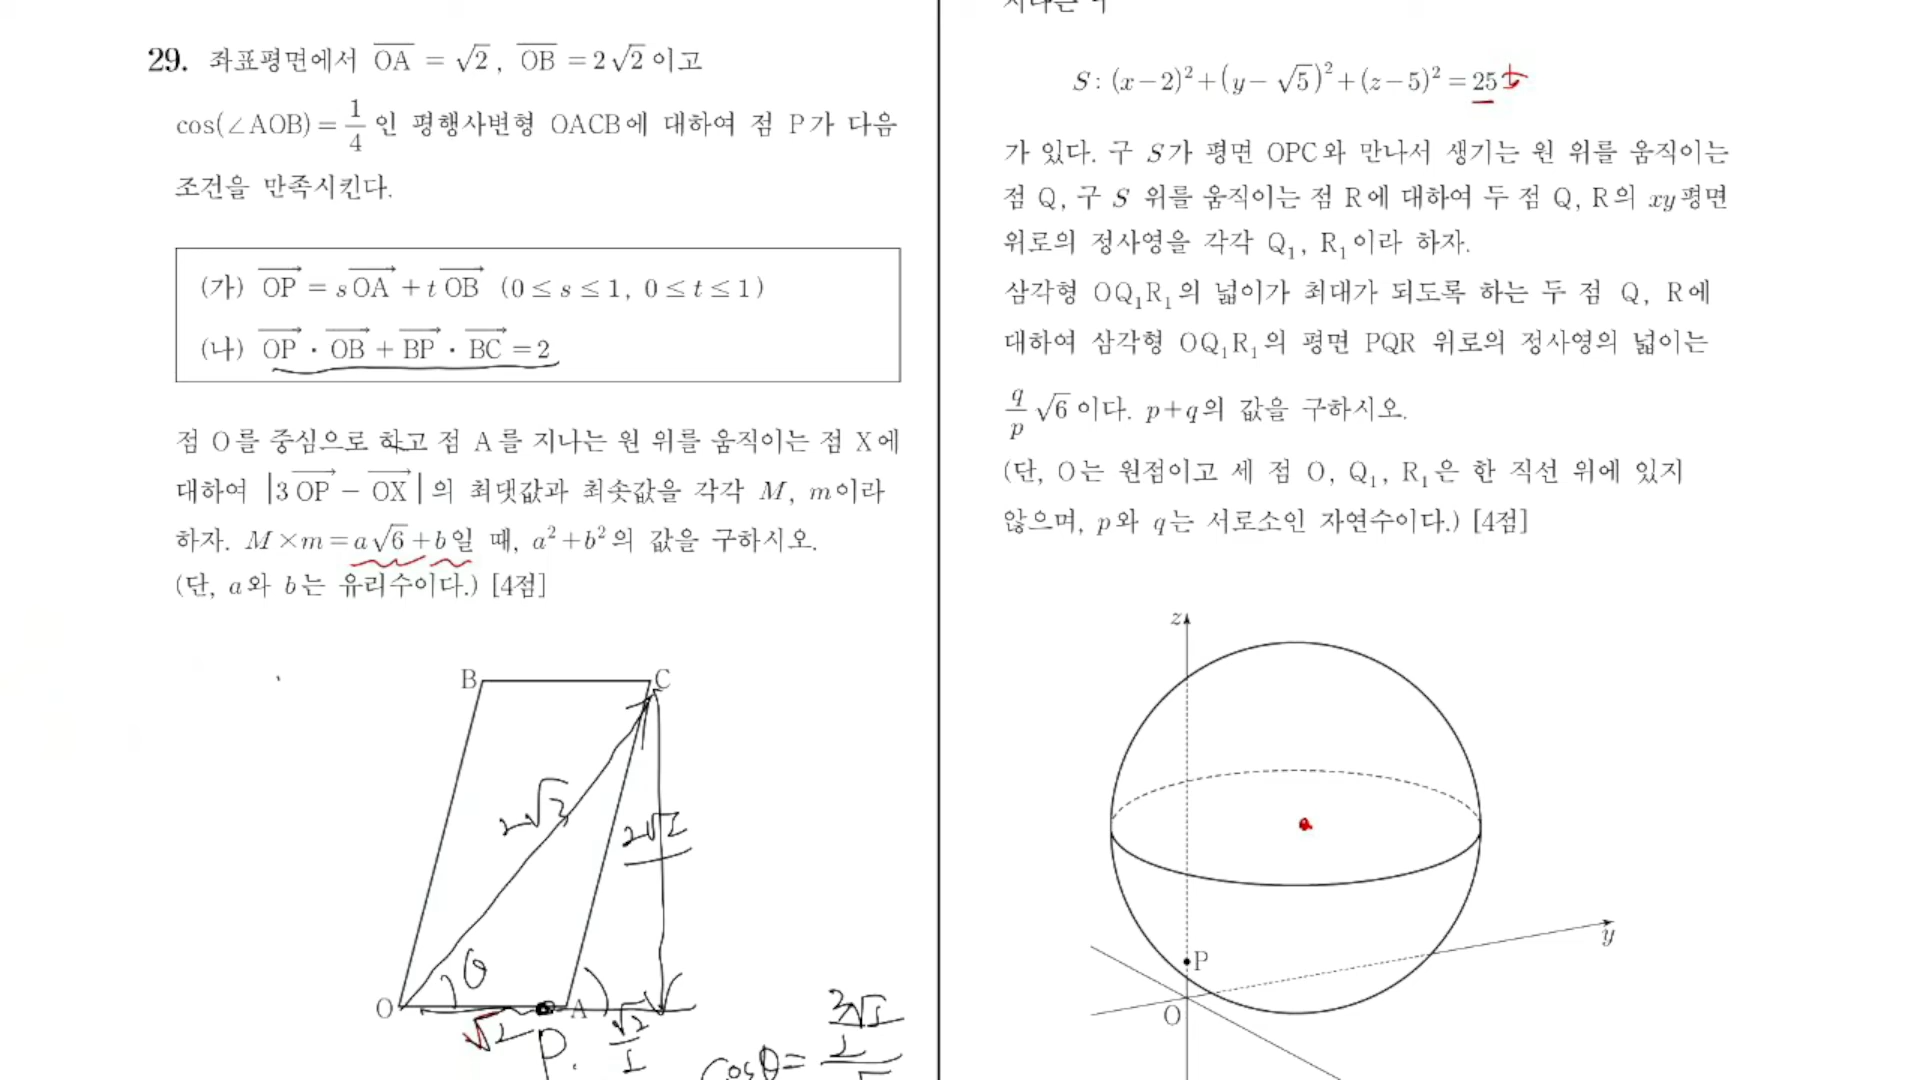 29. 좌표평면에서 OA = √2, OB = 2√2 이고
cos(∠AOB) = 1/4 인 평행사변형 OACB에 대하여 점 P가 다음
조건을 만족시킨다.
(가) OP = sOA + tOB (0 ≤ s ≤ 1, 0 ≤ t ≤ 1)
(나) OP · OB + BP · BC = 2
점 O를 중심으로 하고 점 A를 지나는 원 위를 움직이는 점 X에
대하여 |3OP − OX|의 최댓값과 최솟값을 각각 M, m이라
하자. M×m = a√6 + b일 때, a² + b²의 값을 구하시오.
(단, a와 b는 유리수이다.) [4점]
B
C
2√2
θ
O
A
√2
P.
√2/2
cosθ=
S: (x−2)² + (y−√5)² + (z−5)² = 25
가 있다. 구 S가 평면 OPC와 만나서 생기는 원 위를 움직이는
점 Q, 구 S 위를 움직이는 점 R에 대하여 두 점 Q, R의 xy평면
위로의 정사영을 각각 Q₁, R₁이라 하자.
삼각형 OQ₁R₁의 넓이가 최대가 되도록 하는 두 점 Q, R에
대하여 삼각형 OQ₁R₁의 평면 PQR 위로의 정사영의 넓이는
q/p √6 이다. p+q의 값을 구하시오.
(단, O는 원점이고 세 점 O, Q₁, R₁은 한 직선 위에 있지
않으며, p와 q는 서로소인 자연수이다.) [4점]
z
y
P
O